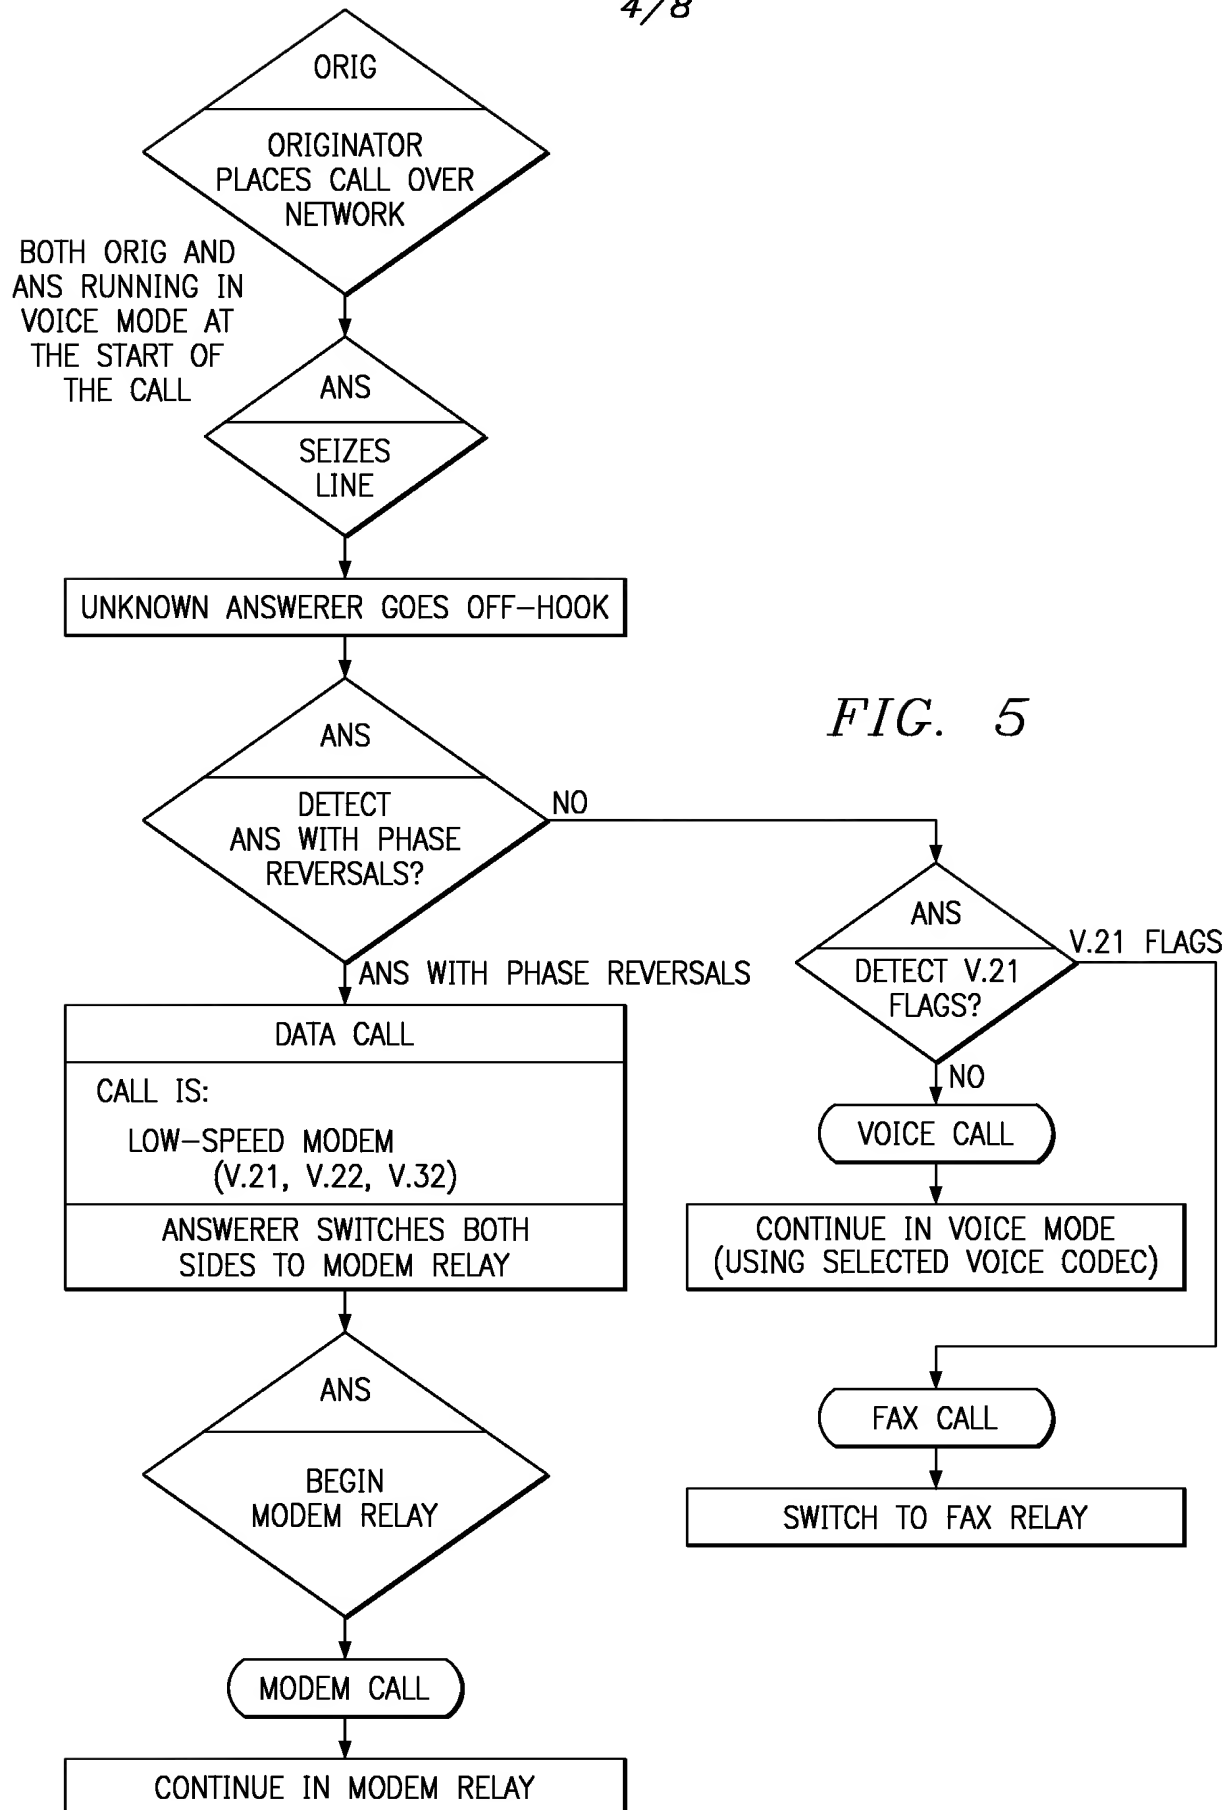 4/8
ORIG
ORIGINATOR
PLACES CALL OVER
NETWORK
BOTH ORIG AND
ANS RUNNING IN
VOICE MODE AT
THE START OF
THE CALL
ANS
SEIZES
LINE
UNKNOWN ANSWERER GOES OFF-HOOK
FIG. 5
ANS
DETECT
ANS WITH PHASE
REVERSALS?
NO
ANS WITH PHASE REVERSALS
ANS
DETECT V.21
FLAGS?
V.21 FLAGS
NO
DATA CALL
CALL IS:
LOW-SPEED MODEM
(V.21, V.22, V.32)
ANSWERER SWITCHES BOTH
SIDES TO MODEM RELAY
VOICE CALL
CONTINUE IN VOICE MODE
(USING SELECTED VOICE CODEC)
FAX CALL
SWITCH TO FAX RELAY
ANS
BEGIN
MODEM RELAY
MODEM CALL
CONTINUE IN MODEM RELAY